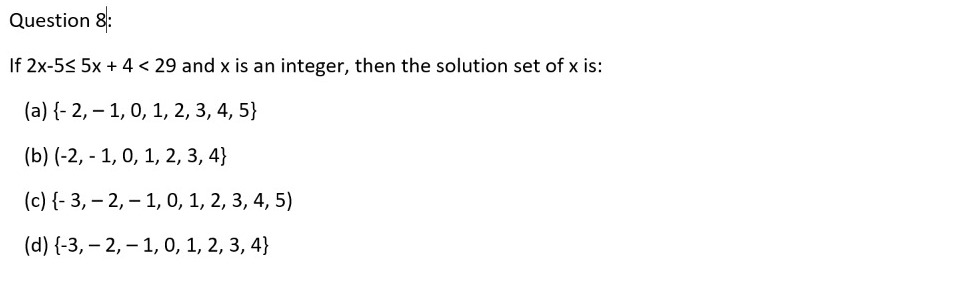 Question 8:
If 2x-5≤ 5x + 4 < 29 and x is an integer, then the solution set of x is:
(a) {- 2, – 1, 0, 1, 2, 3, 4, 5}
(b) (-2, - 1, 0, 1, 2, 3, 4}
(c) {- 3, – 2, – 1, 0, 1, 2, 3, 4, 5)
(d) {-3, – 2, – 1, 0, 1, 2, 3, 4}